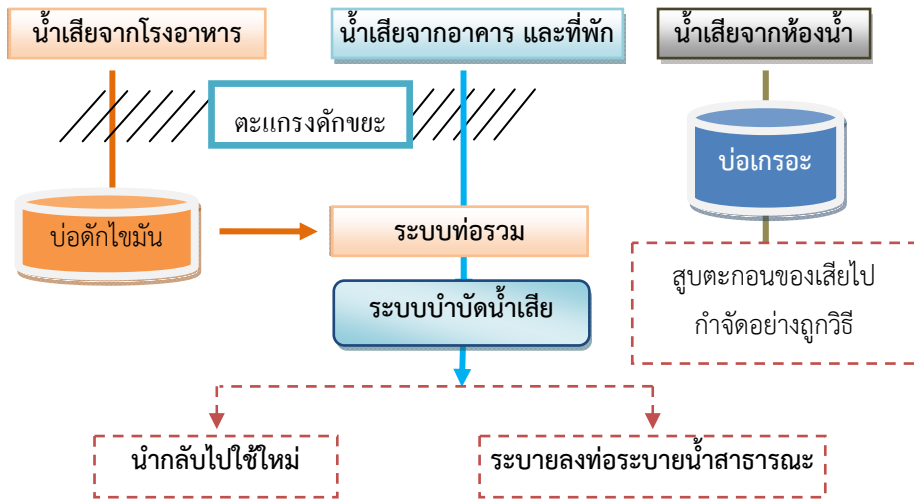 น้ำเสียจากโรงอาหาร
น้ำเสียจากอาคาร และที่พัก
น้ำเสียจากห้องน้ำ
ตะแกรงดักขยะ
บ่อเกรอะ
บ่อดักไขมัน
ระบบท่อรวม
สูบตะกอนของเสียไป
กำจัดอย่างถูกวิธี
ระบบบำบัดน้ำเสีย
นำกลับไปใช้ใหม่
ระบายลงท่อระบายน้ำสาธารณะ